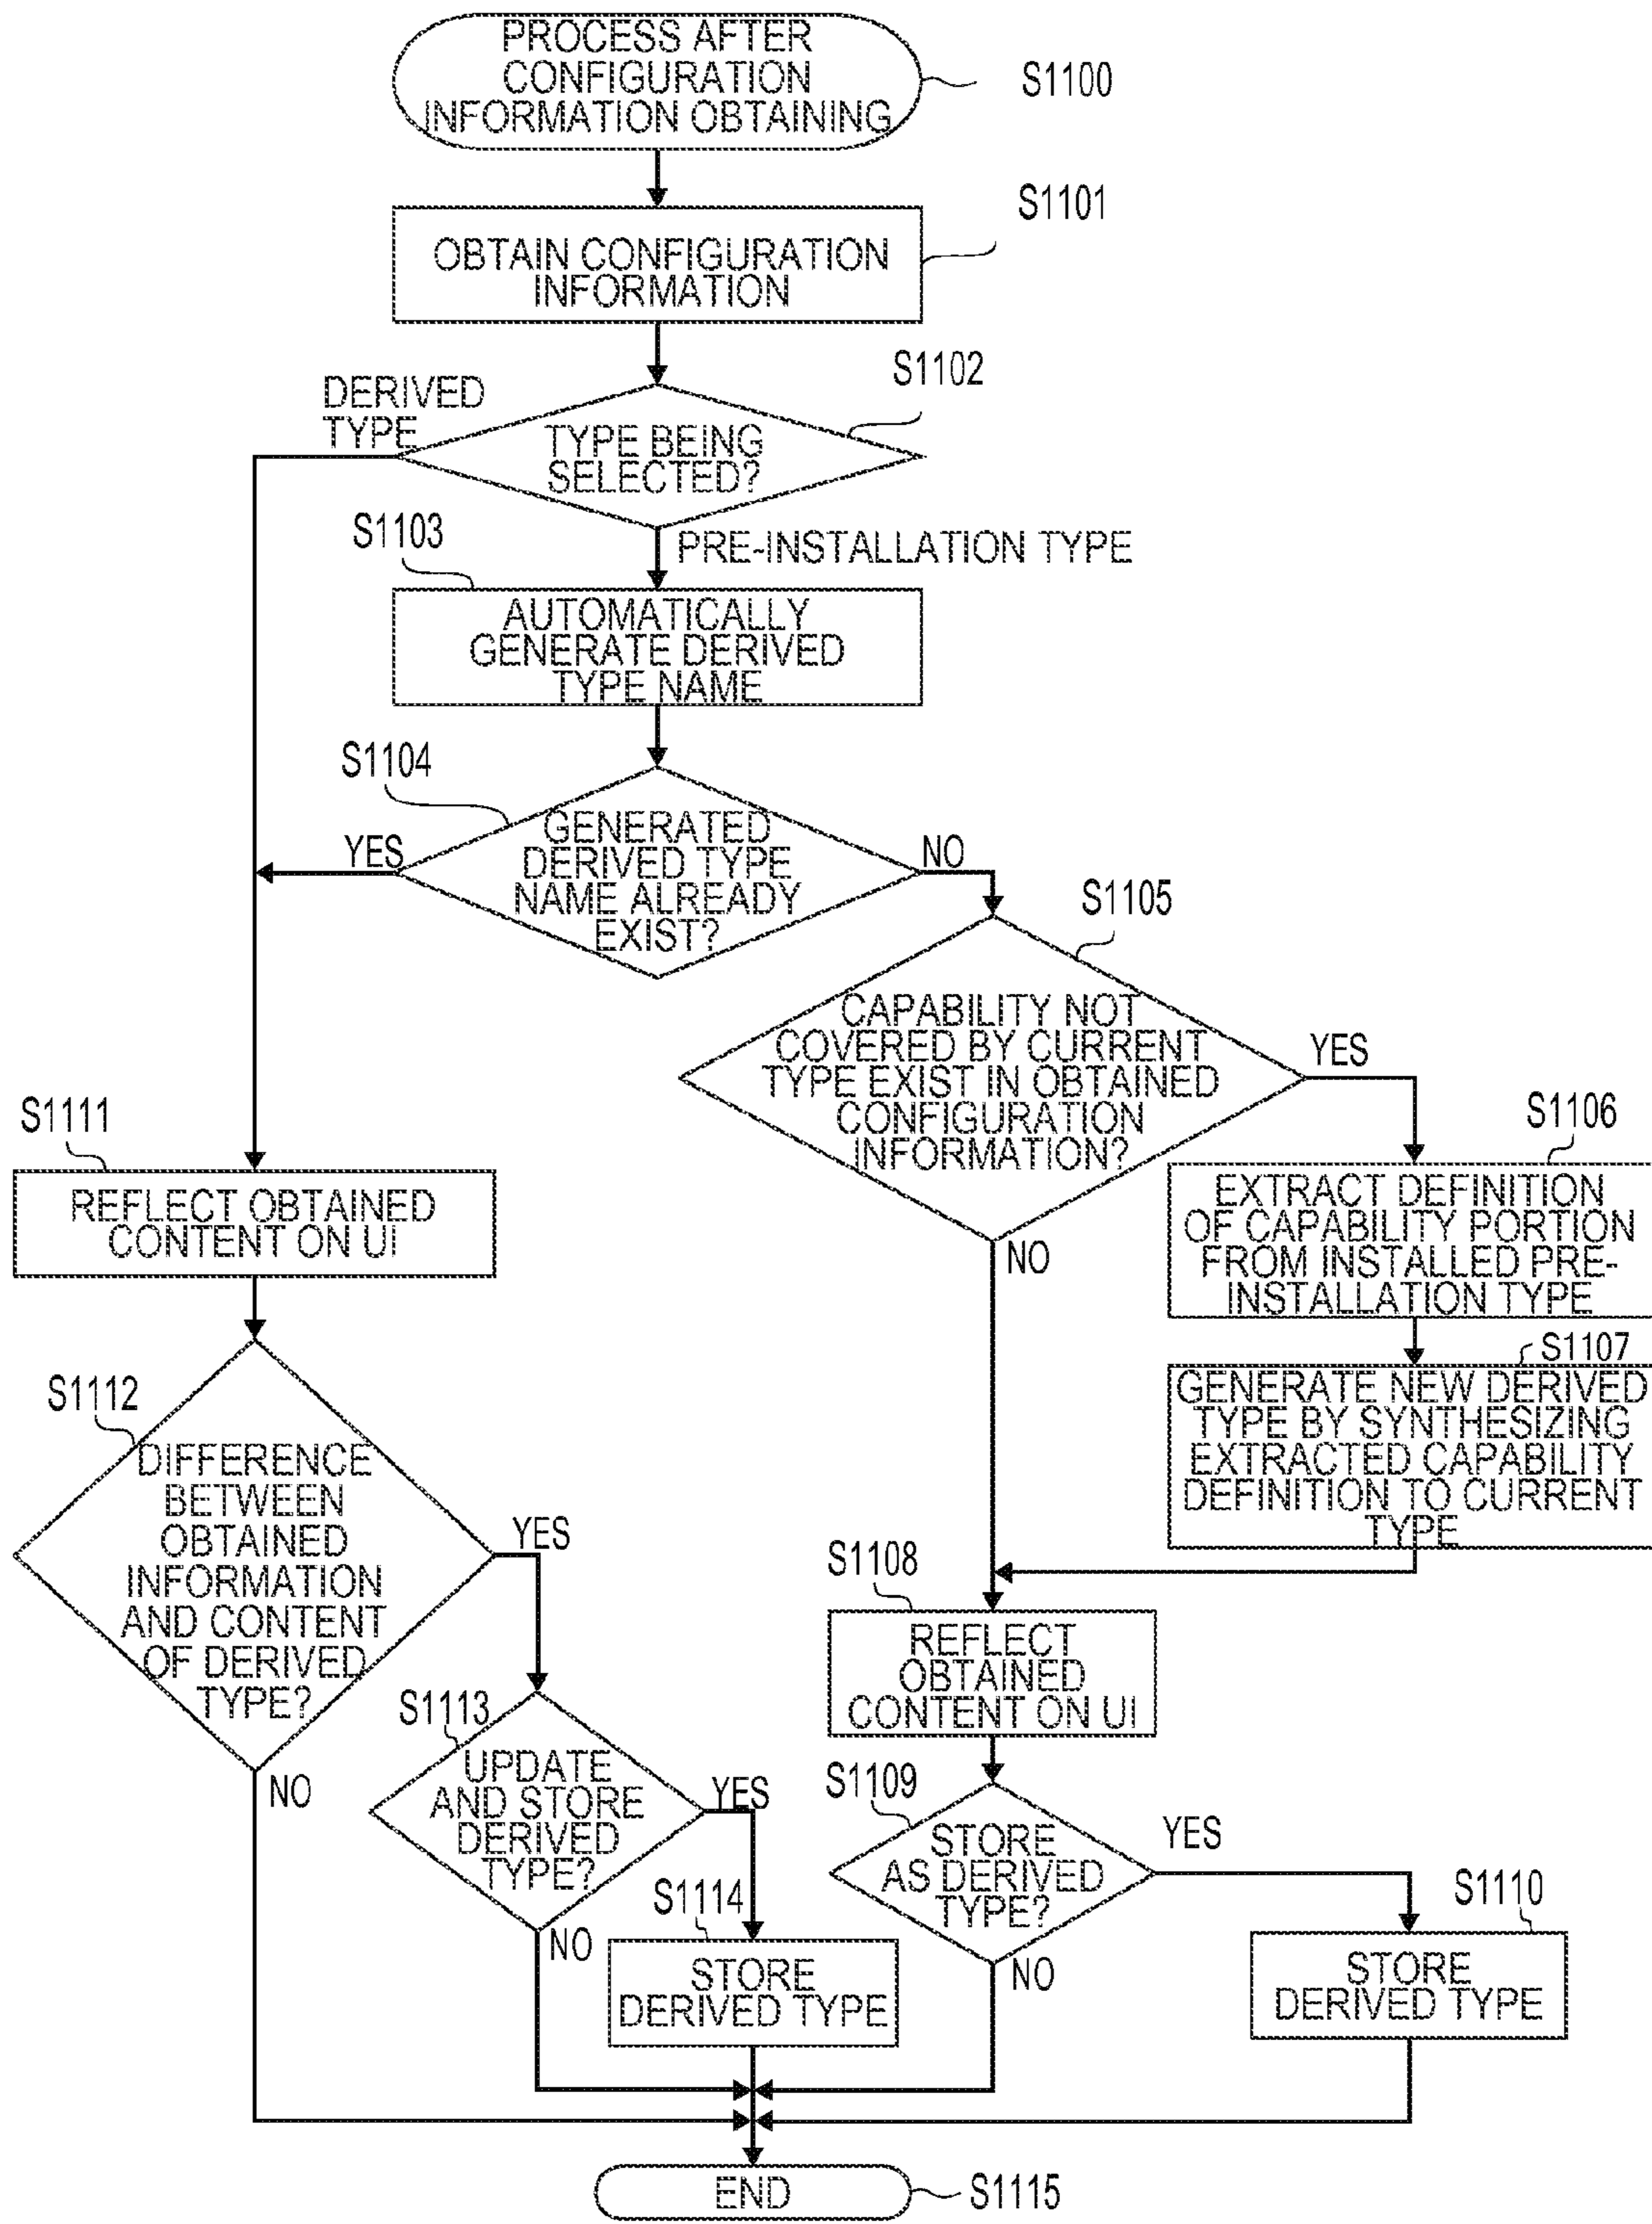 PROCESS AFTER
CONFIGURATION
INFORMATION OBTAINING
S1100
S1101
OBTAIN CONFIGURATION
INFORMATION
S1102
DERIVED
TYPE
TYPE BEING
SELECTED?
S1103
PRE-INSTALLATION TYPE
AUTOMATICALLY
GENERATE DERIVED
TYPE NAME
S1104
YES
GENERATED
DERIVED TYPE
NAME ALREADY
EXIST?
NO
S1105
CAPABILITY NOT
COVERED BY CURRENT
TYPE EXIST IN OBTAINED
CONFIGURATION
INFORMATION?
YES
NO
S1106
EXTRACT DEFINITION
OF CAPABILITY PORTION
FROM INSTALLED PRE-
INSTALLATION TYPE
S1107
GENERATE NEW DERIVED
TYPE BY SYNTHESIZING
EXTRACTED CAPABILITY
DEFINITION TO CURRENT
TYPE
S1111
REFLECT OBTAINED
CONTENT ON UI
S1112
DIFFERENCE
BETWEEN
OBTAINED
INFORMATION
AND CONTENT
OF DERIVED
TYPE?
YES
NO
S1113
UPDATE
AND STORE
DERIVED
TYPE?
YES
NO
S1114
STORE
DERIVED TYPE
S1108
REFLECT
OBTAINED
CONTENT ON UI
S1109
STORE
AS DERIVED
TYPE?
YES
NO
S1110
STORE
DERIVED TYPE
END
S1115